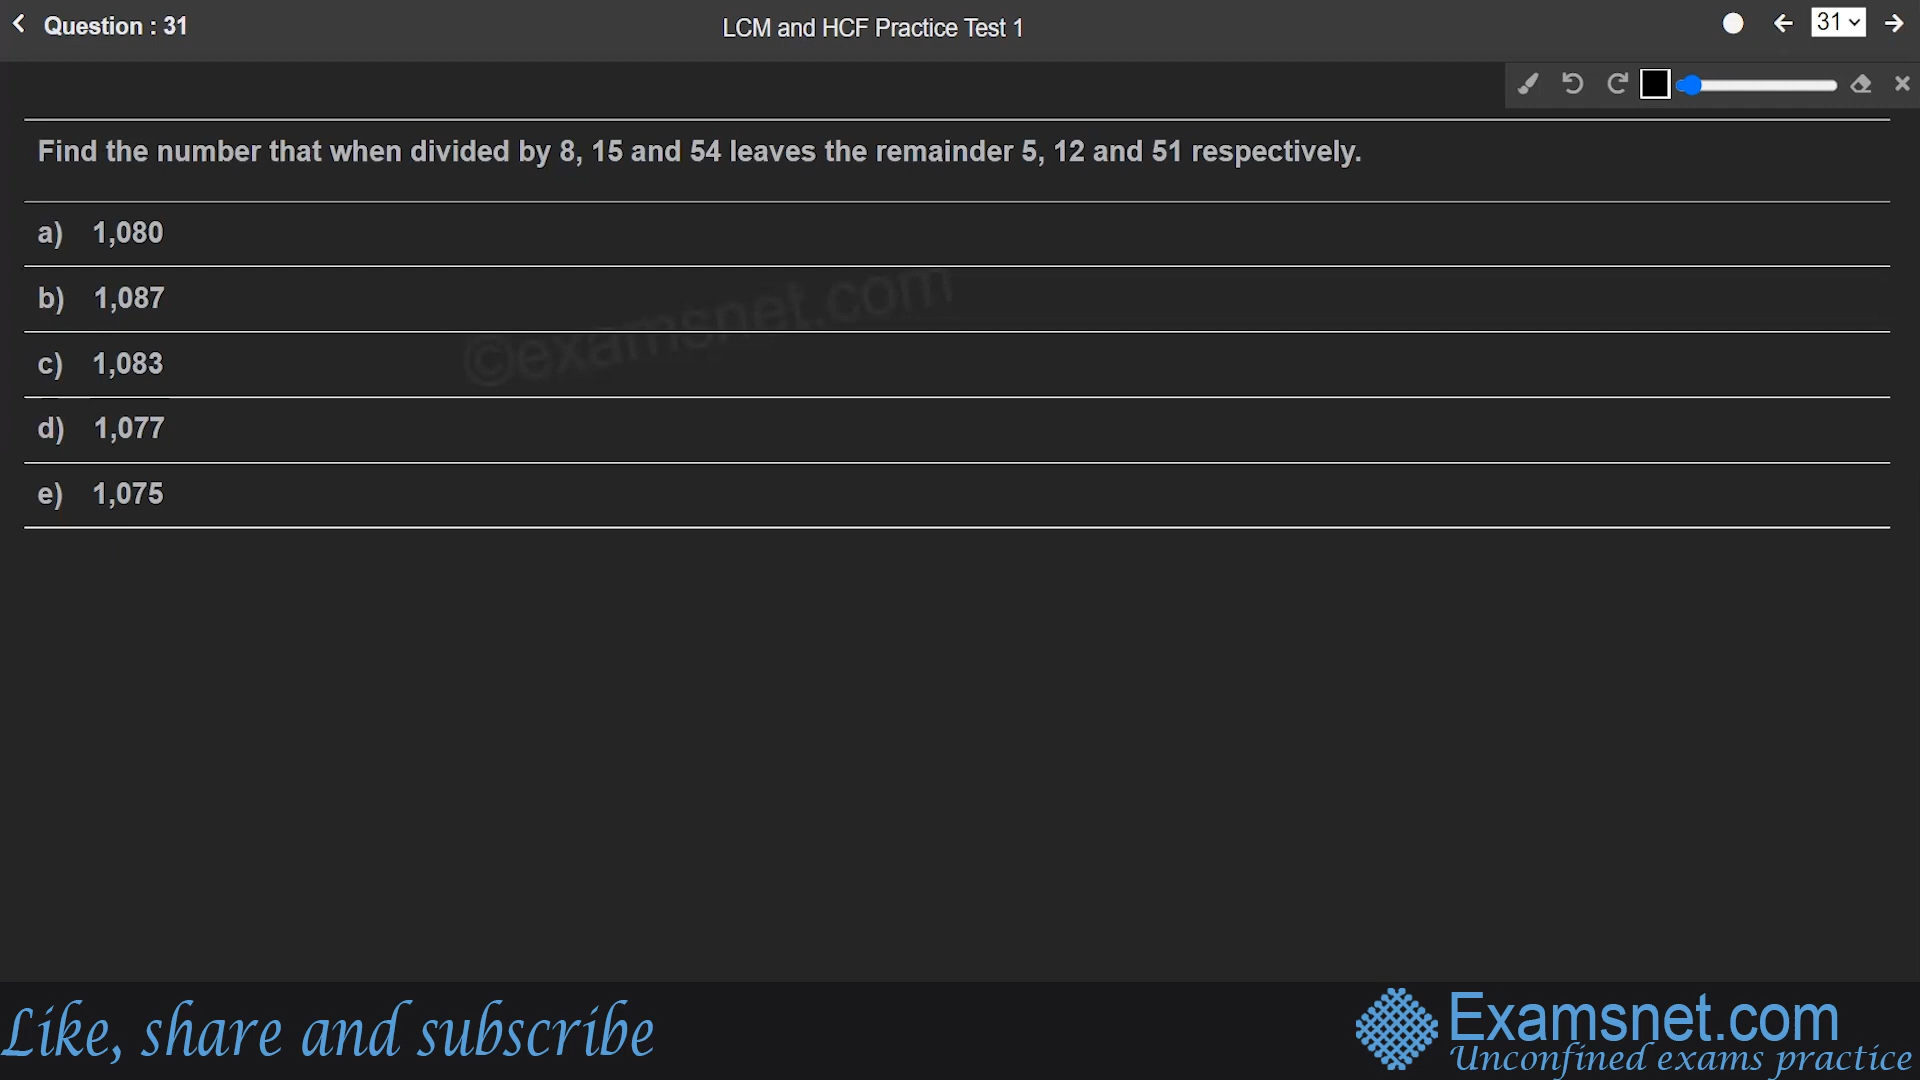 Question : 31
LCM and HCF Practice Test 1
31
Find the number that when divided by 8, 15 and 54 leaves the remainder 5, 12 and 51 respectively.
a) 1,080
b) 1,087
©examsnet.com
c) 1,083
d) 1,077
e) 1,075
Like, share and subscribe
Examsnet.com
Unconfined exams practice